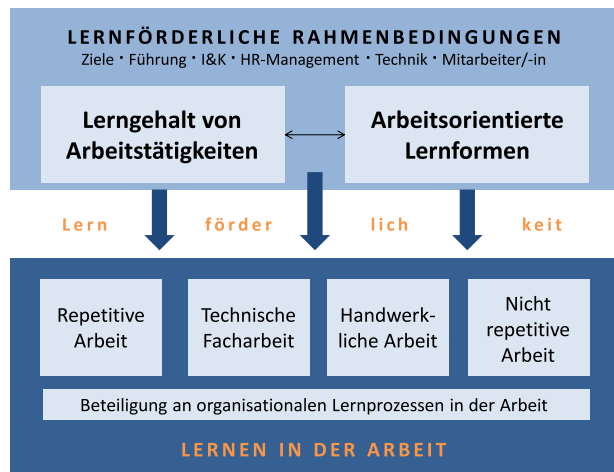 LERNFÖRDERLICHE RAHMENBEDINGUNGEN
Ziele · Führung · I&K · HR-Management · Technik · Mitarbeiter/-in
Lerngehalt von
Arbeitstätigkeiten
Arbeitsorientierte
Lernformen
Lern förder lich keit
Repetitive
Arbeit
Technische
Facharbeit
Handwerk-
liche Arbeit
Nicht
repetitive
Arbeit
Beteiligung an organisationalen Lernprozessen in der Arbeit
LERNEN IN DER ARBEIT